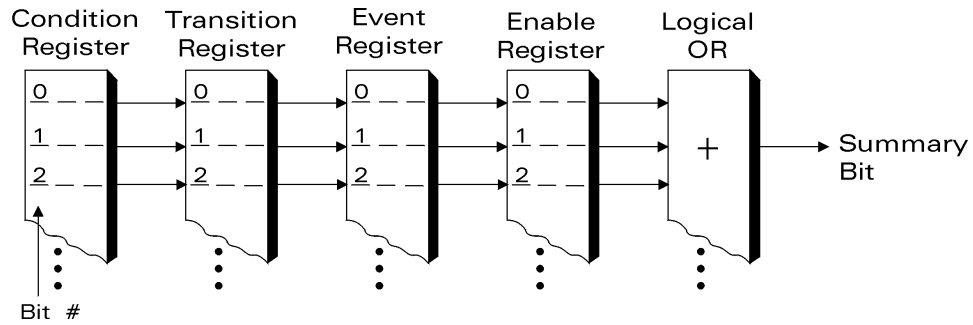 Condition
Register
Transition
Register
Event
Register
Enable
Register
Logical
OR
0
0
0
0
1
1
1
1
+
Summary
Bit
2
2
2
2
Bit #